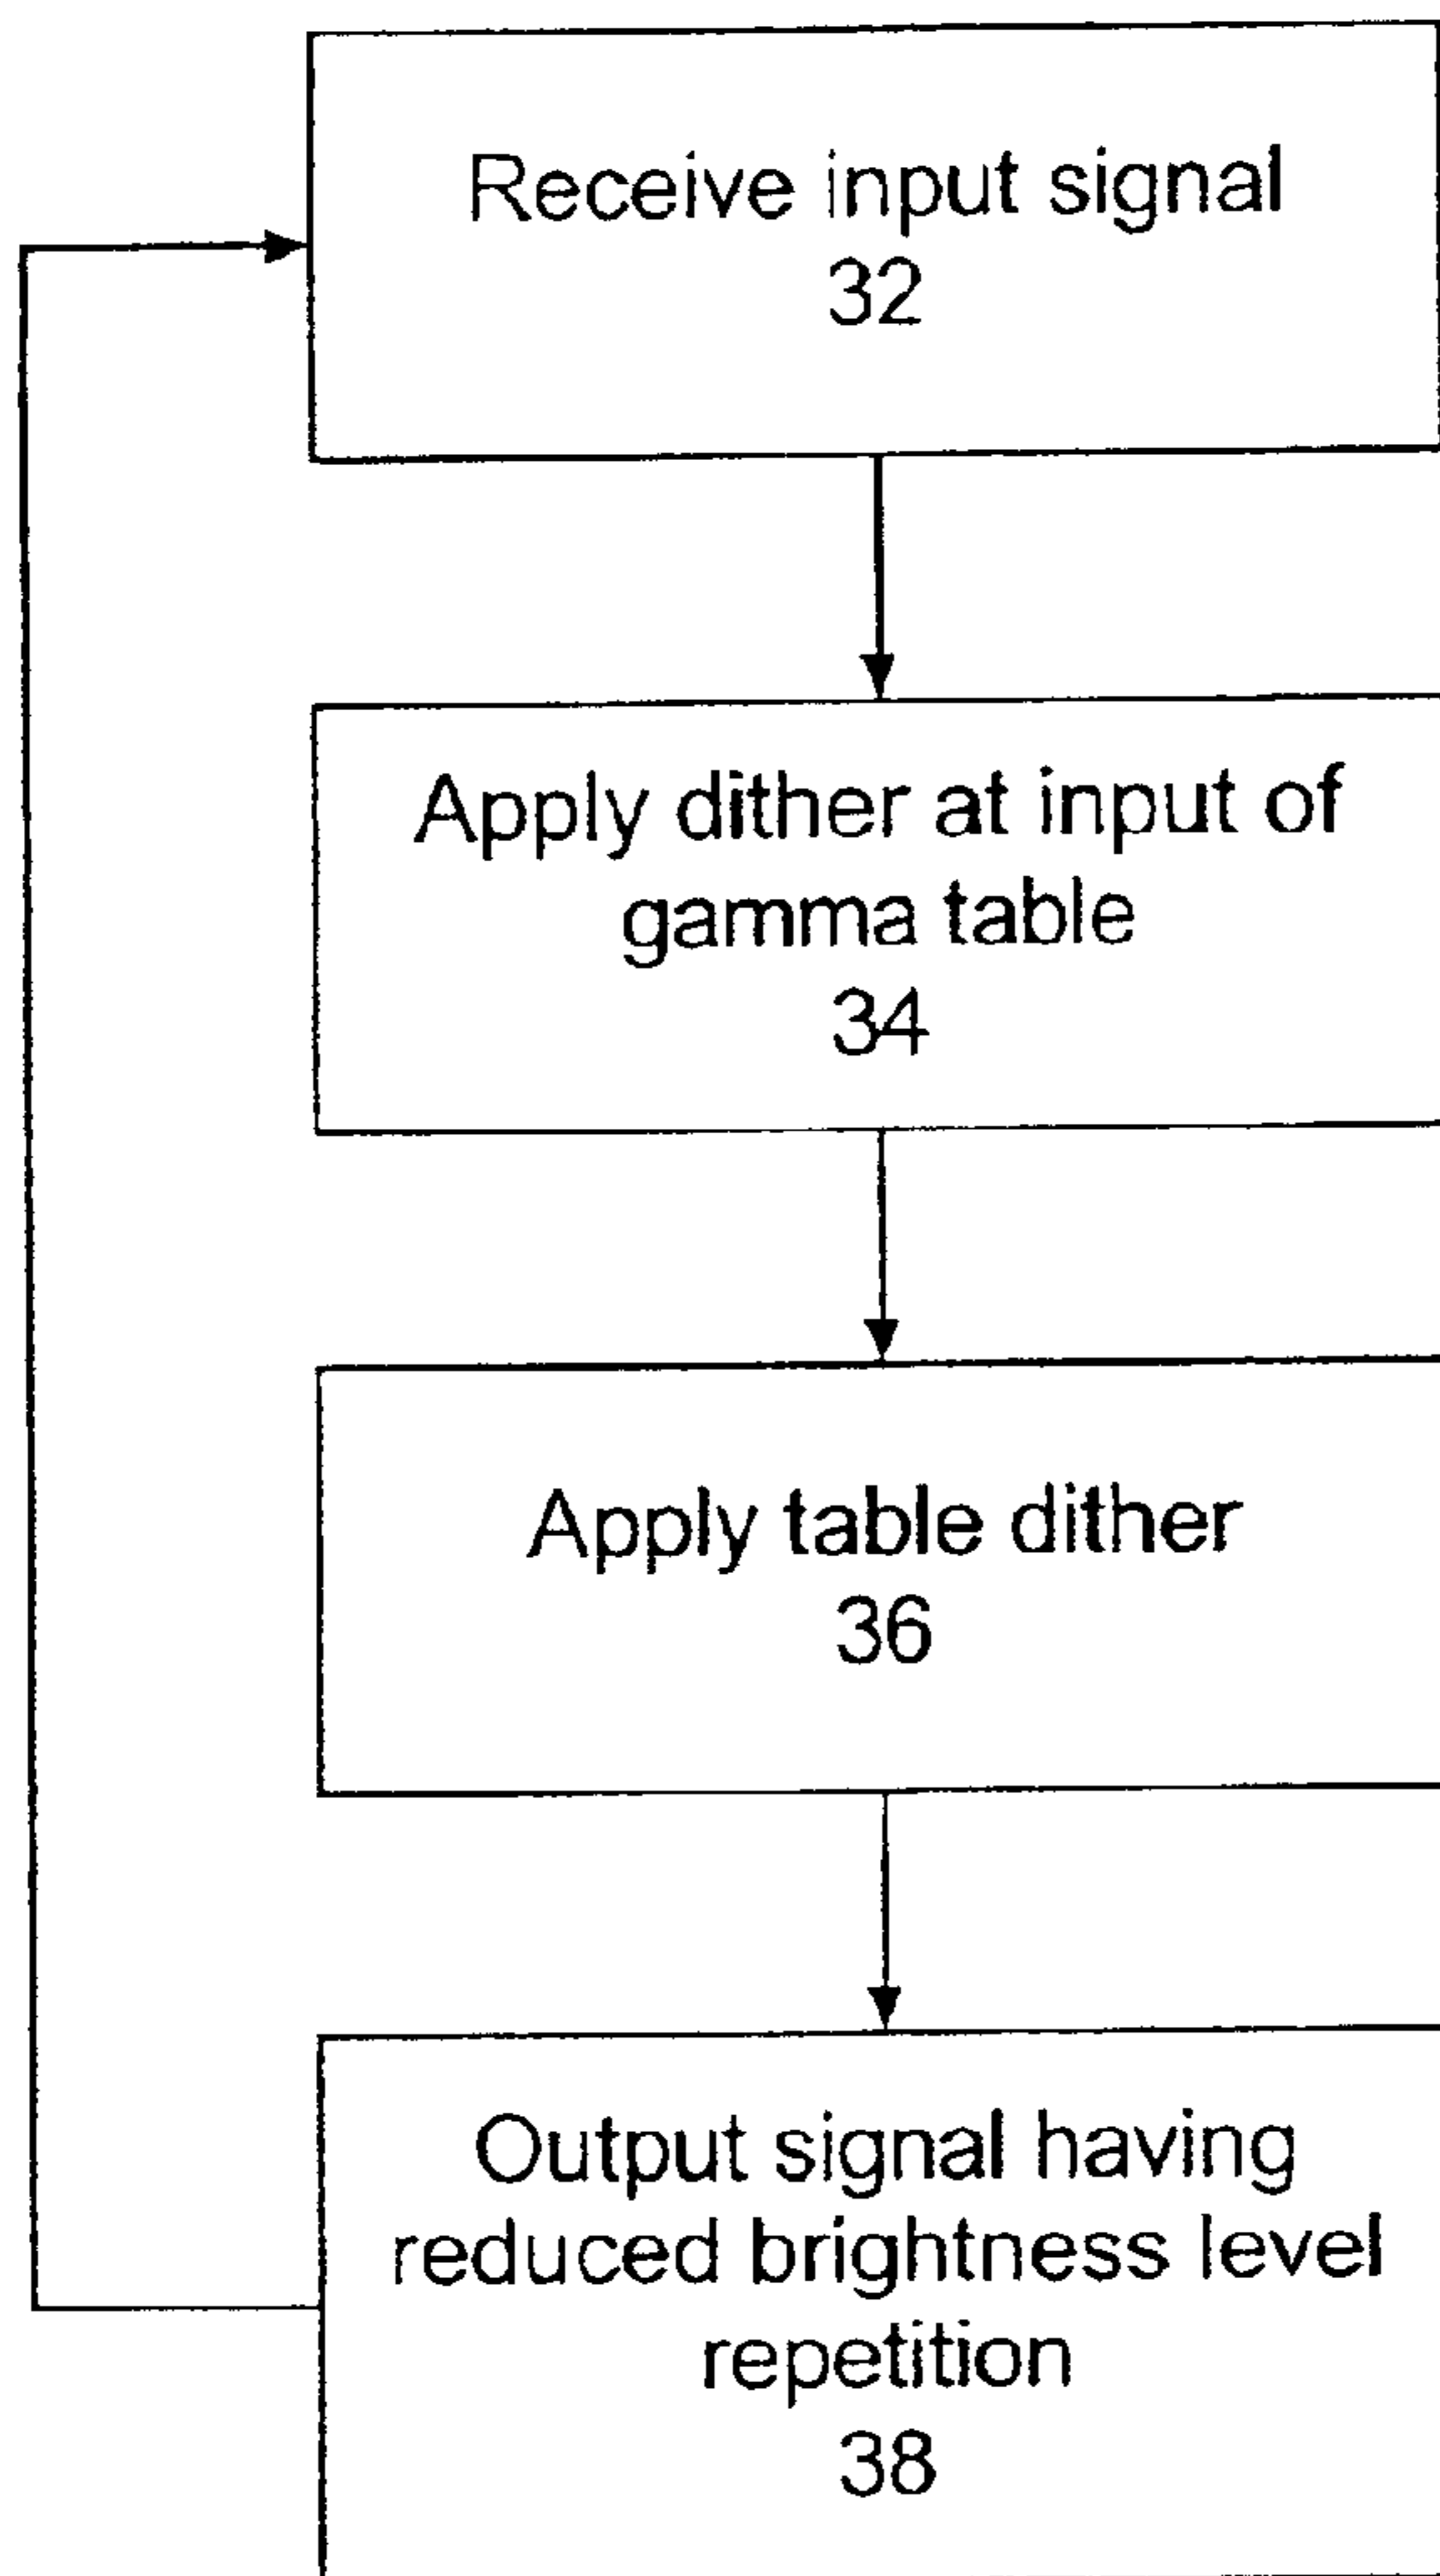 Receive input signal
32
Apply dither at input of
gamma table
34
Apply table dither
36
Output signal having
reduced brightness level
repetition
38